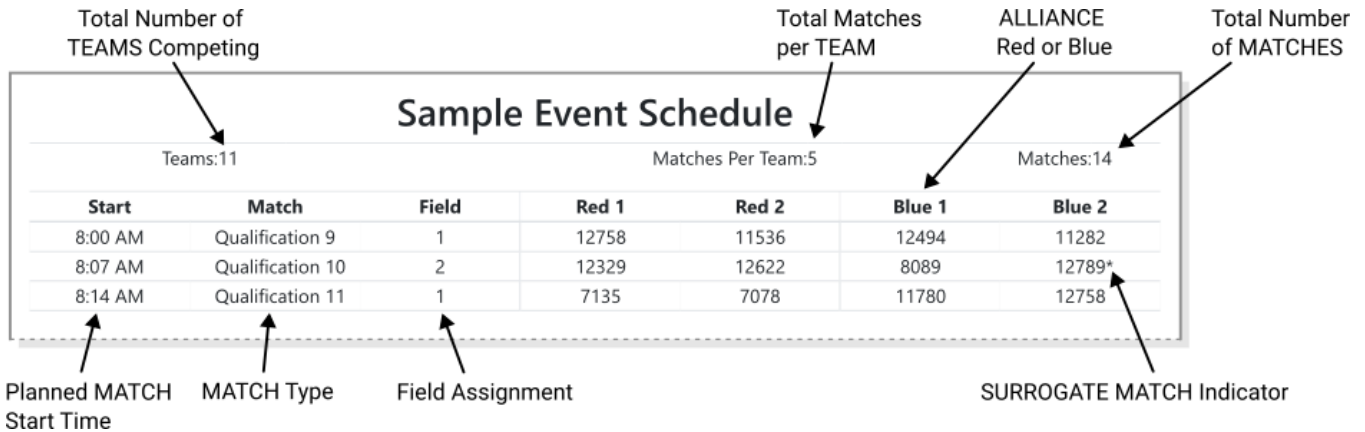 Total Number of
TEAMS Competing
Total Matches
per TEAM
ALLIANCE
Red or Blue
Total Number
of MATCHES
Sample Event Schedule
Teams:11 Matches Per Team:5 Matches:14
Start Match Field Red 1 Red 2 Blue 1 Blue 2
8:00 AM Qualification 9 1 12758 11536 12494 11282
8:07 AM Qualification 10 2 12329 12622 8089 12789*
8:14 AM Qualification 11 1 7135 7078 11780 12758
Planned MATCH
Start Time
MATCH Type
Field Assignment
SURROGATE MATCH Indicator